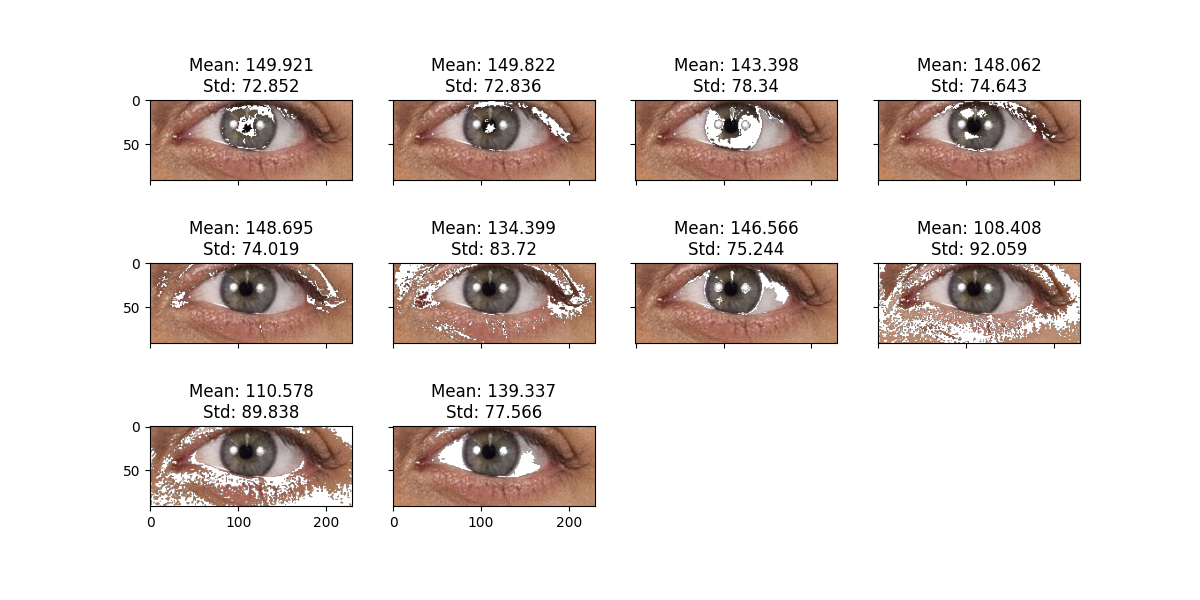 Mean: 149.921
Std: 72.852
Mean: 149.822
Std: 72.836
Mean: 143.398
Std: 78.34
Mean: 148.062
Std: 74.643
0
50
Mean: 148.695
Std: 74.019
Mean: 134.399
Std: 83.72
Mean: 146.566
Std: 75.244
Mean: 108.408
Std: 92.059
0
50
Mean: 110.578
Std: 89.838
Mean: 139.337
Std: 77.566
0
50
0 100 200
0 100 200